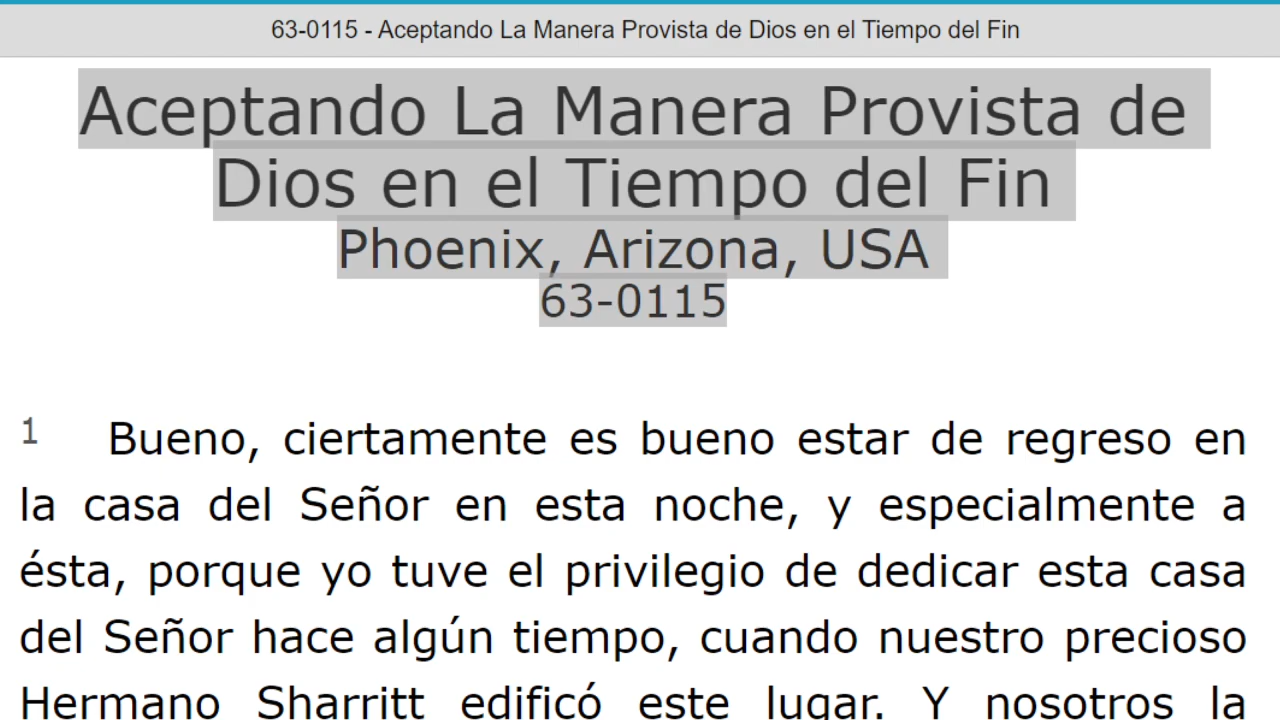 63-0115 - Aceptando La Manera Provista de Dios en el Tiempo del Fin
Aceptando La Manera Provista de
Dios en el Tiempo del Fin
Phoenix, Arizona, USA
63-0115
1 Bueno, ciertamente es bueno estar de regreso en
la casa del Señor en esta noche, y especialmente a
ésta, porque yo tuve el privilegio de dedicar esta casa
del Señor hace algún tiempo, cuando nuestro precioso
Hermano Sharritt edificó este lugar. Y nosotros la